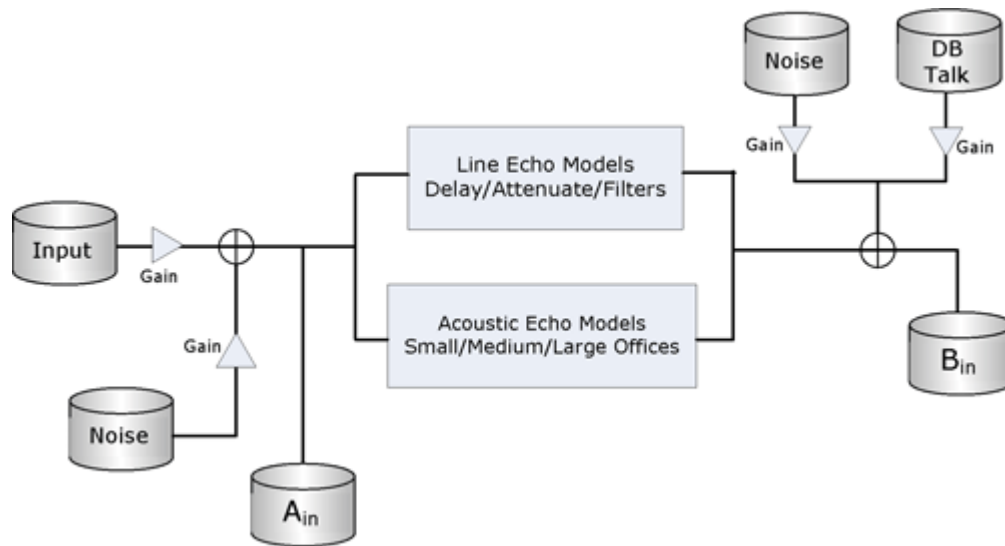 Noise
DB
Talk
Gain
Gain
Line Echo Models
Delay/Attenuate/Filters
Input
Gain
Acoustic Echo Models
Small/Medium/Large Offices
Gain
Bin
Noise
Ain